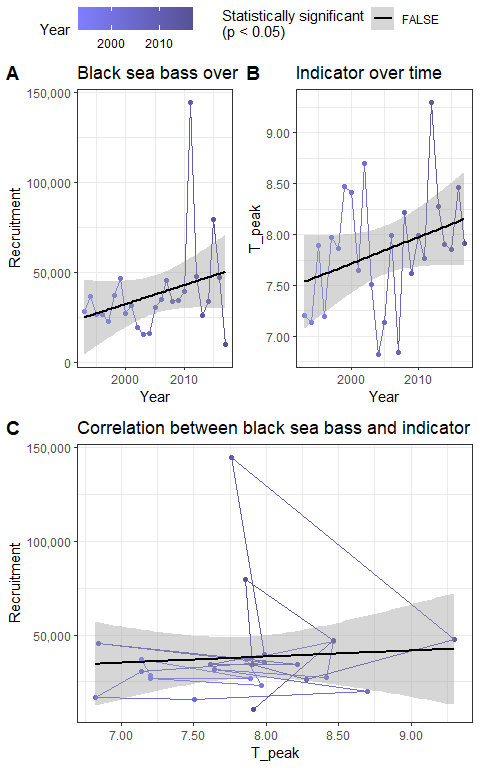 Year
2000 2010
Statistically significant
(p < 0.05)
FALSE
A
Black sea bass over
B
Indicator over time
150,000
100,000
50,000
0
Recruitment
2000 2010
Year
9.00
8.50
8.00
7.50
7.00
T_peak
2000 2010
Year
C
Correlation between black sea bass and indicator
150,000
100,000
50,000
Recruitment
7.00 7.50 8.00 8.50 9.00
T_peak